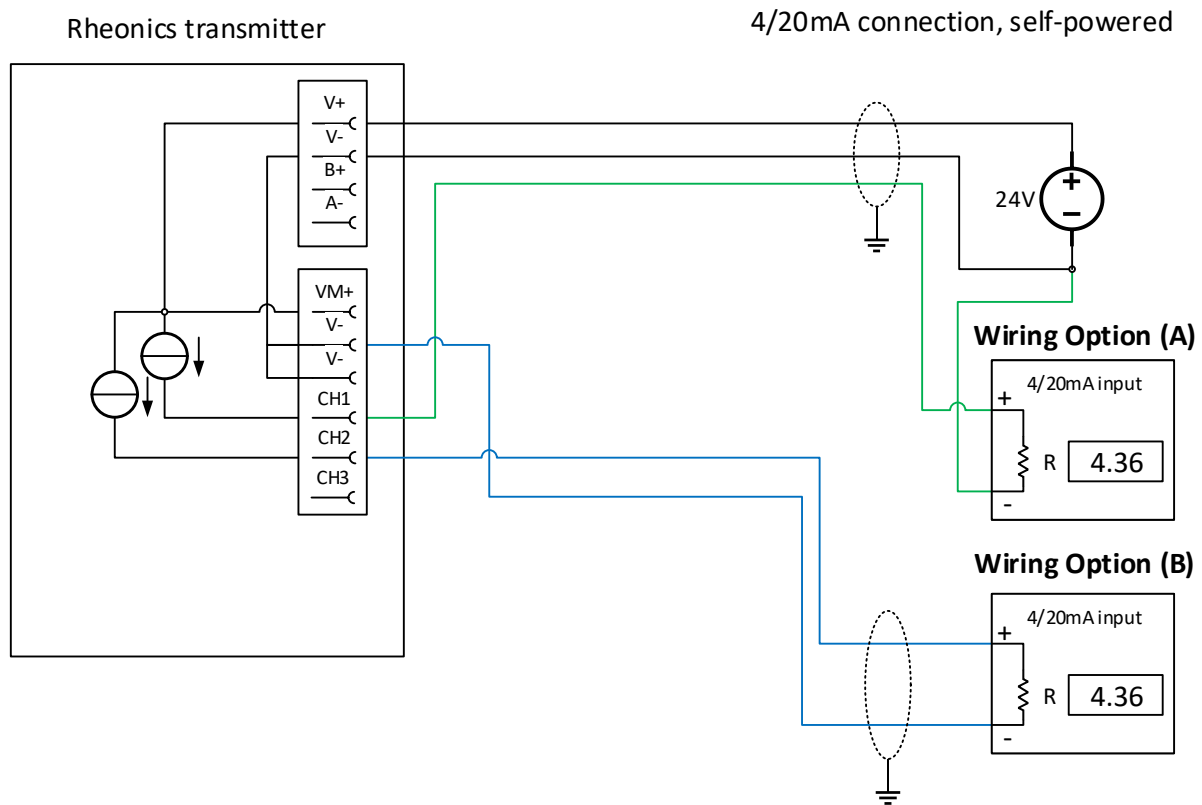 Rheonics transmitter
4/20mA connection, self-powered
V+
V-
B+
A-
24V
+
−
VM+
V-
V-
CH1
CH2
CH3
Wiring Option (A)
4/20mA input
+
R
4.36
-
Wiring Option (B)
4/20mA input
+
R
4.36
-